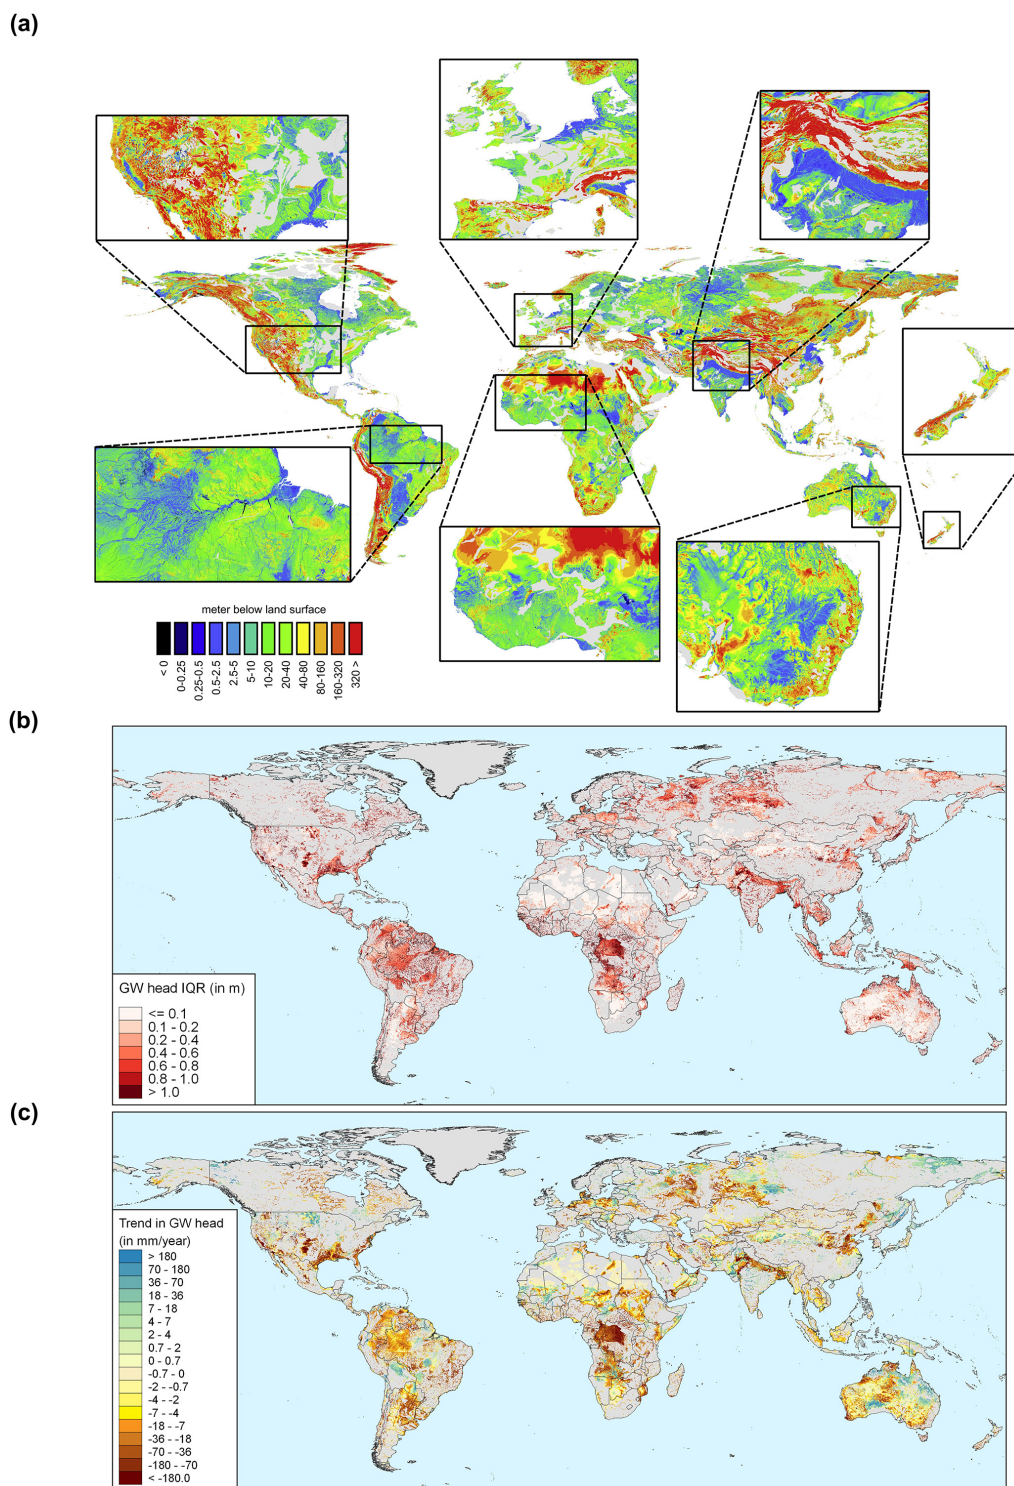 (a)
meter below land surface
< 0
0-0.25
0.25-0.5
0.5-2.5
2.5-5
5-10
10-20
20-40
40-80
80-160
160-320
320 >
(b)
GW head IQR (in m)
<= 0.1
0.1 - 0.2
0.2 - 0.4
0.4 - 0.6
0.6 - 0.8
0.8 - 1.0
> 1.0
(c)
Trend in GW head
(in mm/year)
> 180
70 - 180
36 - 70
18 - 36
7 - 18
4 - 7
2 - 4
0.7 - 2
0 - 0.7
-0.7 - 0
-2 - -0.7
-4 - -2
-7 - -4
-18 - -7
-36 - -18
-70 - -36
-180 - -70
< -180.0